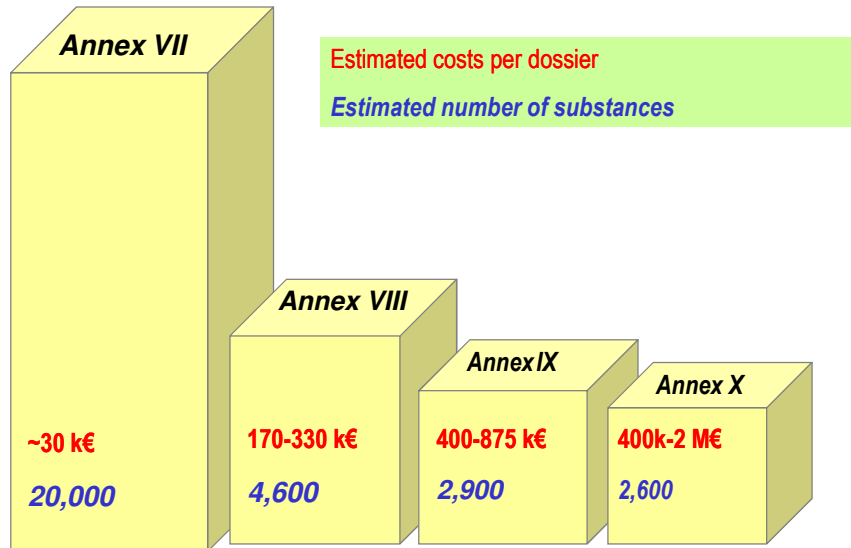 Annex VII
Estimated costs per dossier
Estimated number of substances
Annex VIII
Annex IX
Annex X
~30 k€
170-330 k€
400-875 k€
400k-2 M€
20,000
4,600
2,900
2,600